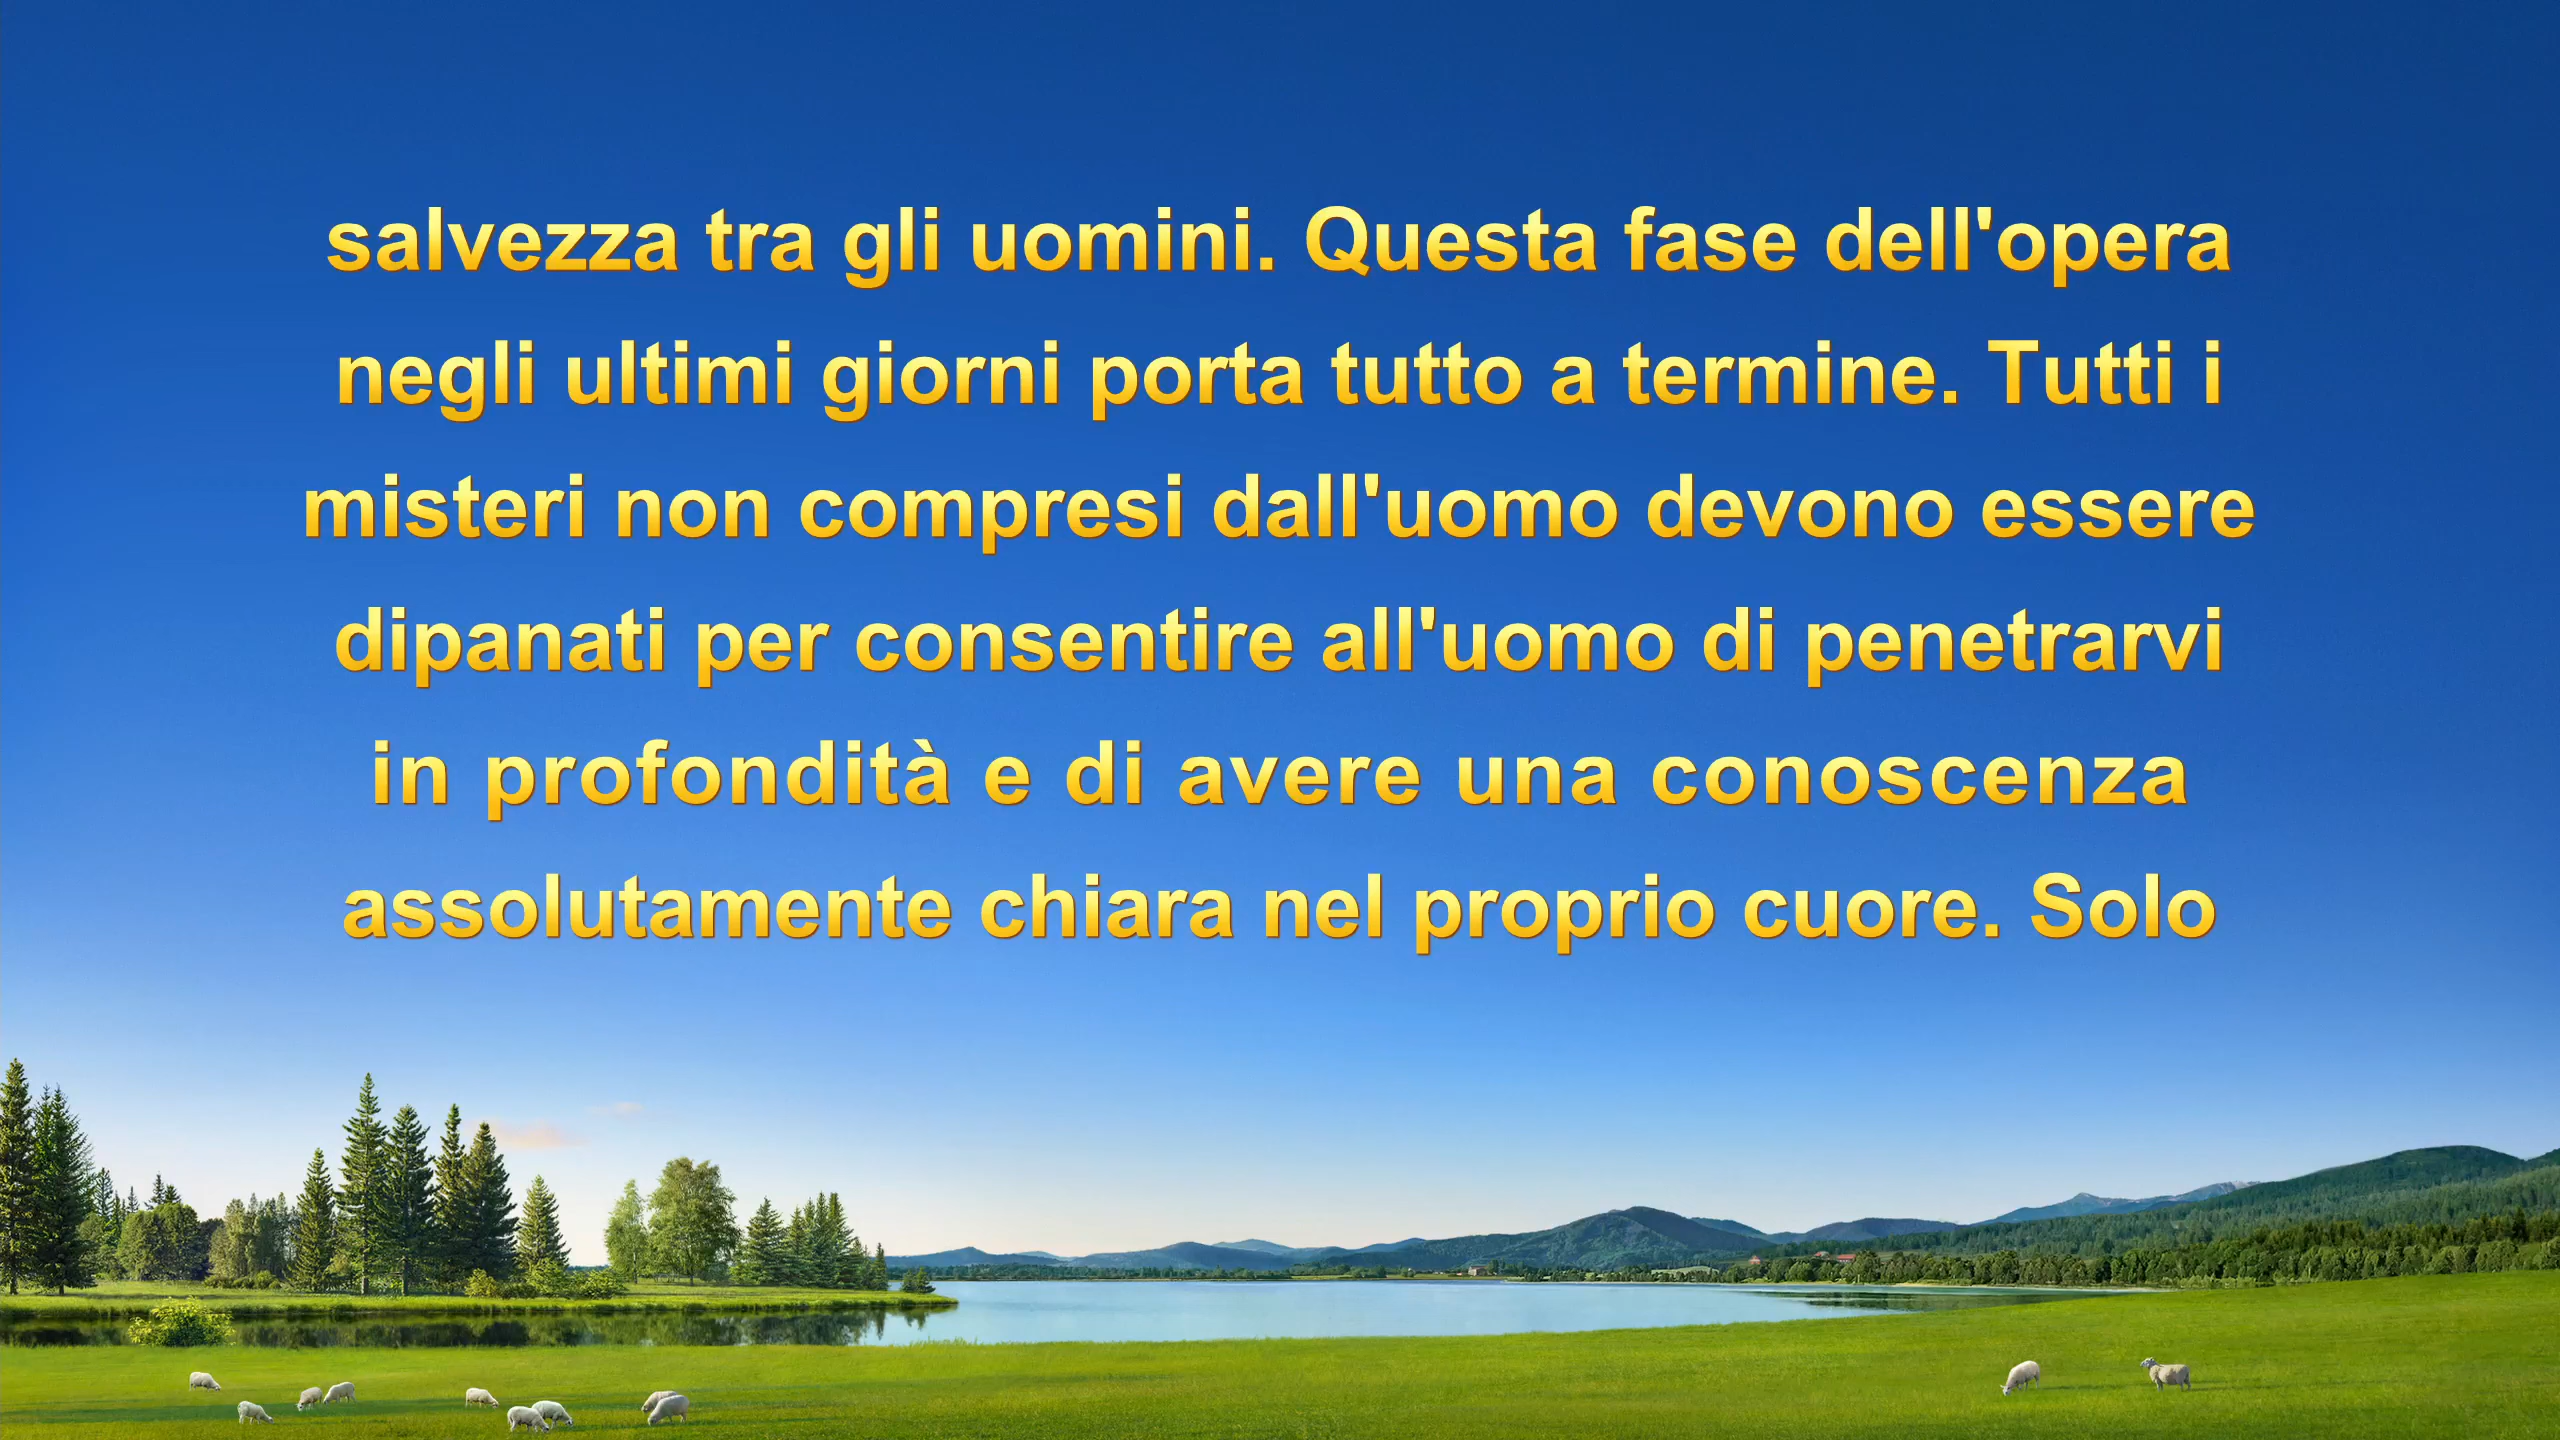 salvezza tra gli uomini. Questa fase dell'opera
negli ultimi giorni porta tutto a termine. Tutti i
misteri non compresi dall'uomo devono essere
dipanati per consentire all'uomo di penetrarvi
in profondità e di avere una conoscenza
assolutamente chiara nel proprio cuore. Solo